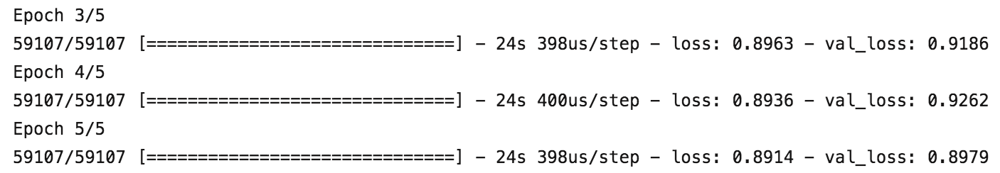 Epoch 3/5
59107/59107 [==============================] - 24s 398us/step - loss: 0.8963 - val_loss: 0.9186
Epoch 4/5
59107/59107 [==============================] - 24s 400us/step - loss: 0.8936 - val_loss: 0.9262
Epoch 5/5
59107/59107 [==============================] - 24s 398us/step - loss: 0.8914 - val_loss: 0.8979